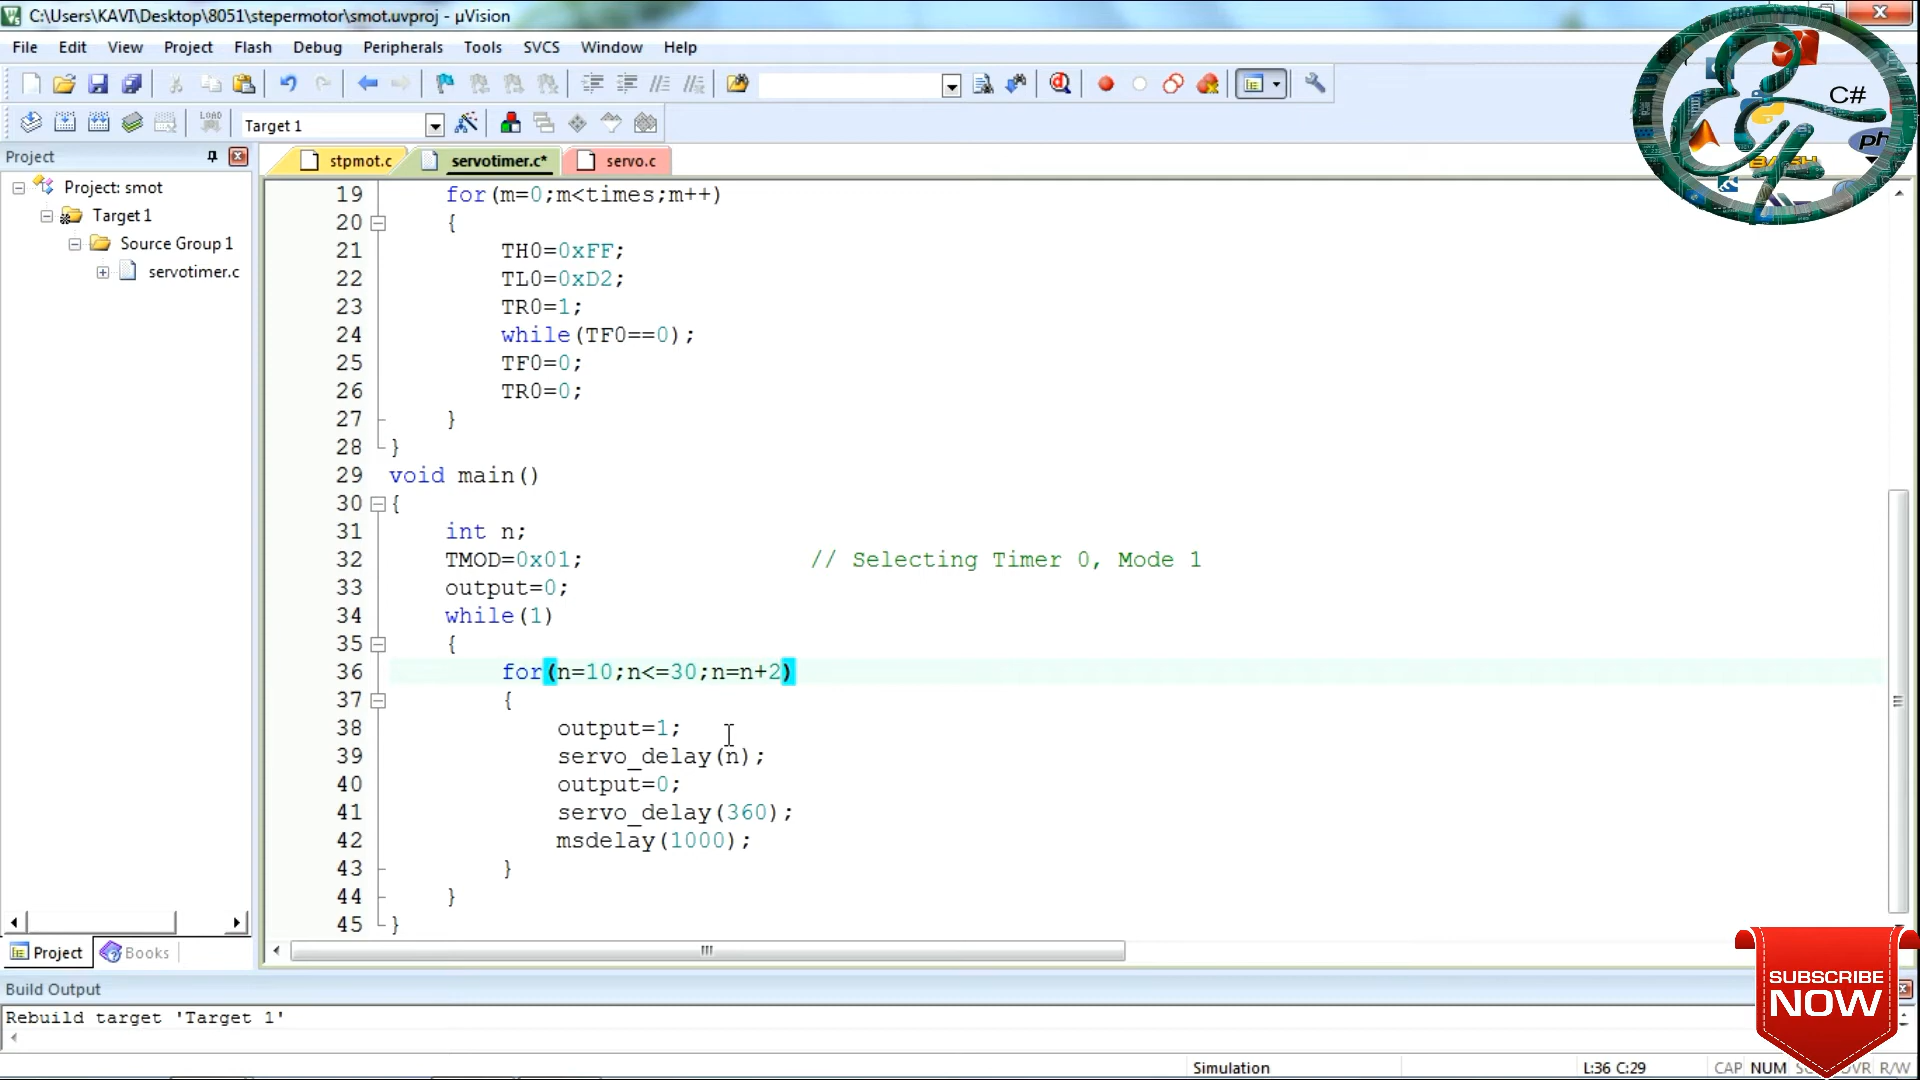 C:\Users\KAVI\Desktop\8051\stepermotor\smot.uvproj - µVision
File Edit View Project Flash Debug Peripherals Tools SVCS Window Help
C#
LOAD
Target 1
ph
BASH
Project
stpmot.c
servotimer.c*
servo.c
Project: smot
Target 1
Source Group 1
servotimer.c
19 for(m=0;m<times;m++)
20 {
21 TH0=0xFF;
22 TL0=0xD2;
23 TR0=1;
24 while(TF0==0);
25 TF0=0;
26 TR0=0;
27 }
28 }
29 void main()
30 {
31 int n;
32 TMOD=0x01; // Selecting Timer 0, Mode 1
33 output=0;
34 while(1)
35 {
36 for(n=10;n<=30;n=n+2)
37 {
38 output=1;
39 servo_delay(n);
40 output=0;
41 servo_delay(360);
42 msdelay(1000);
43 }
44 }
45 }
Project Books
Build Output
Rebuild target 'Target 1'
SUBSCRIBE
NOW
Simulation L:36 C:29 CAP NUM R/W